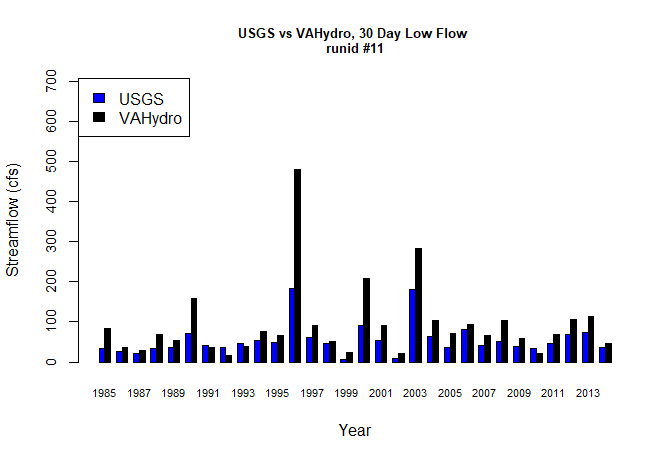 USGS vs VAHydro, 30 Day Low Flow
runid #11
700
600
500
400
300
200
100
0
Streamflow (cfs)
USGS
VAHydro
1985 1987 1989 1991 1993 1995 1997 1999 2001 2003 2005 2007 2009 2011 2013
Year